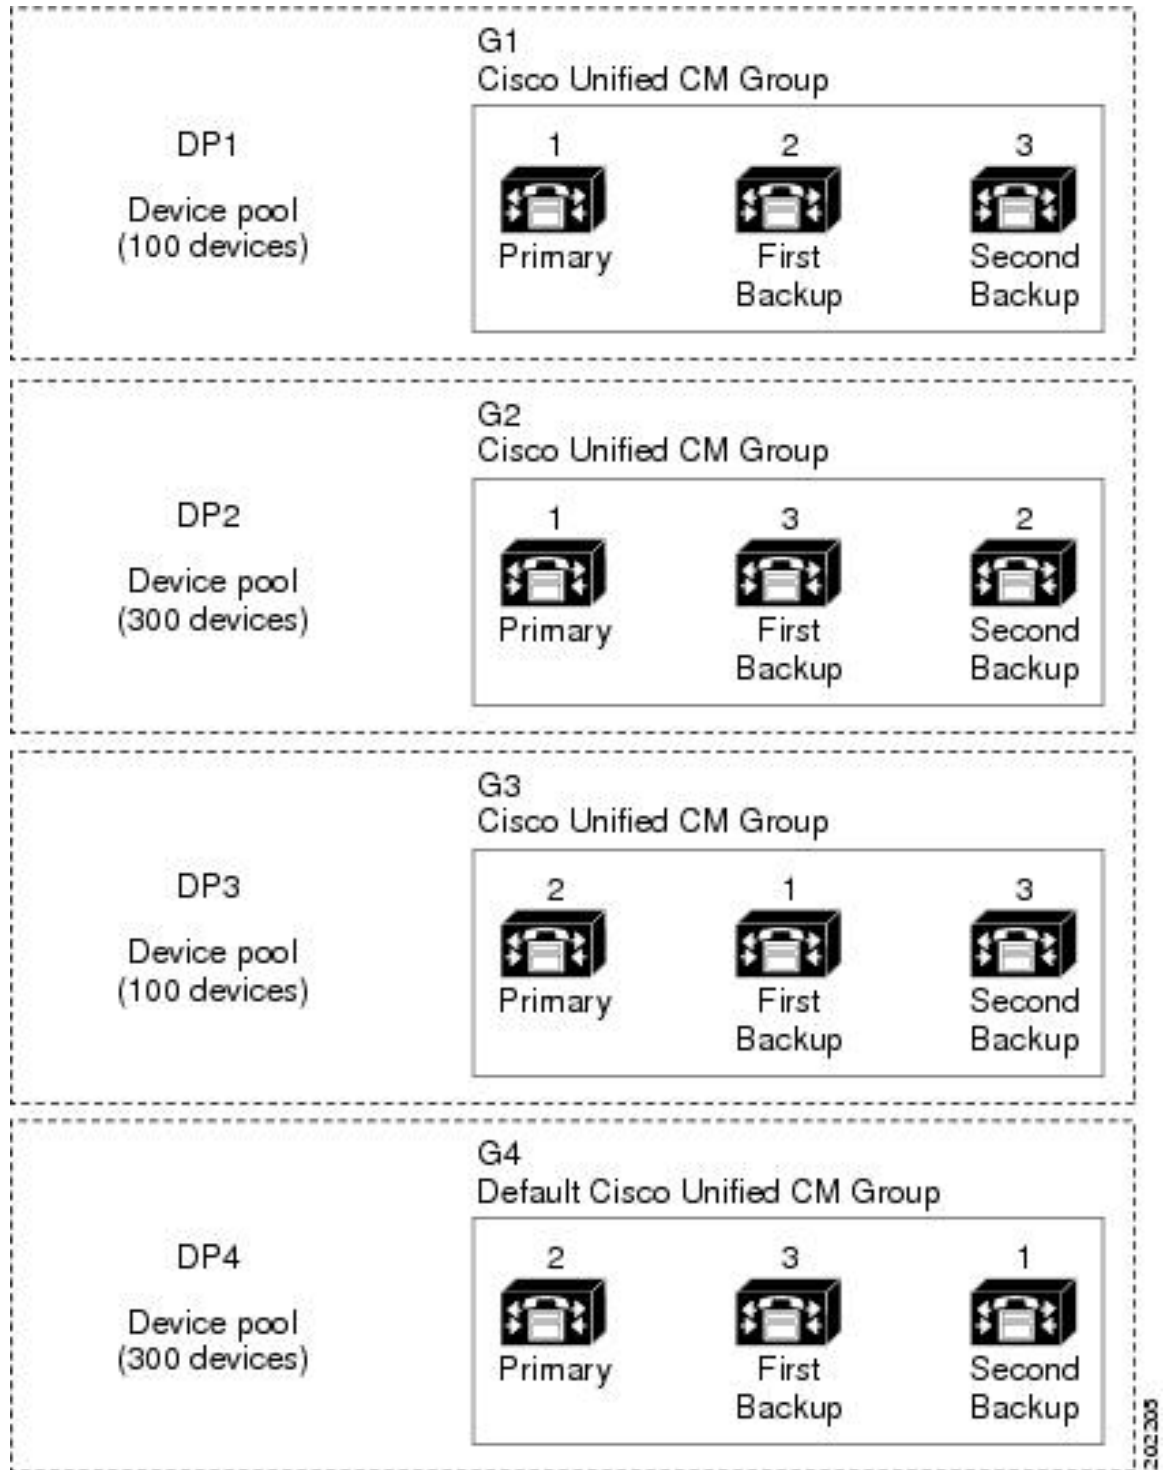 G1
Cisco Unified CM Group
DP1
Device pool
(100 devices)
1 2 3
Primary First Second
Backup Backup
G2
Cisco Unified CM Group
DP2
Device pool
(300 devices)
1 3 2
Primary First Second
Backup Backup
G3
Cisco Unified CM Group
DP3
Device pool
(100 devices)
2 1 3
Primary First Second
Backup Backup
G4
Default Cisco Unified CM Group
DP4
Device pool
(300 devices)
2 3 1
Primary First Second
Backup Backup
202205